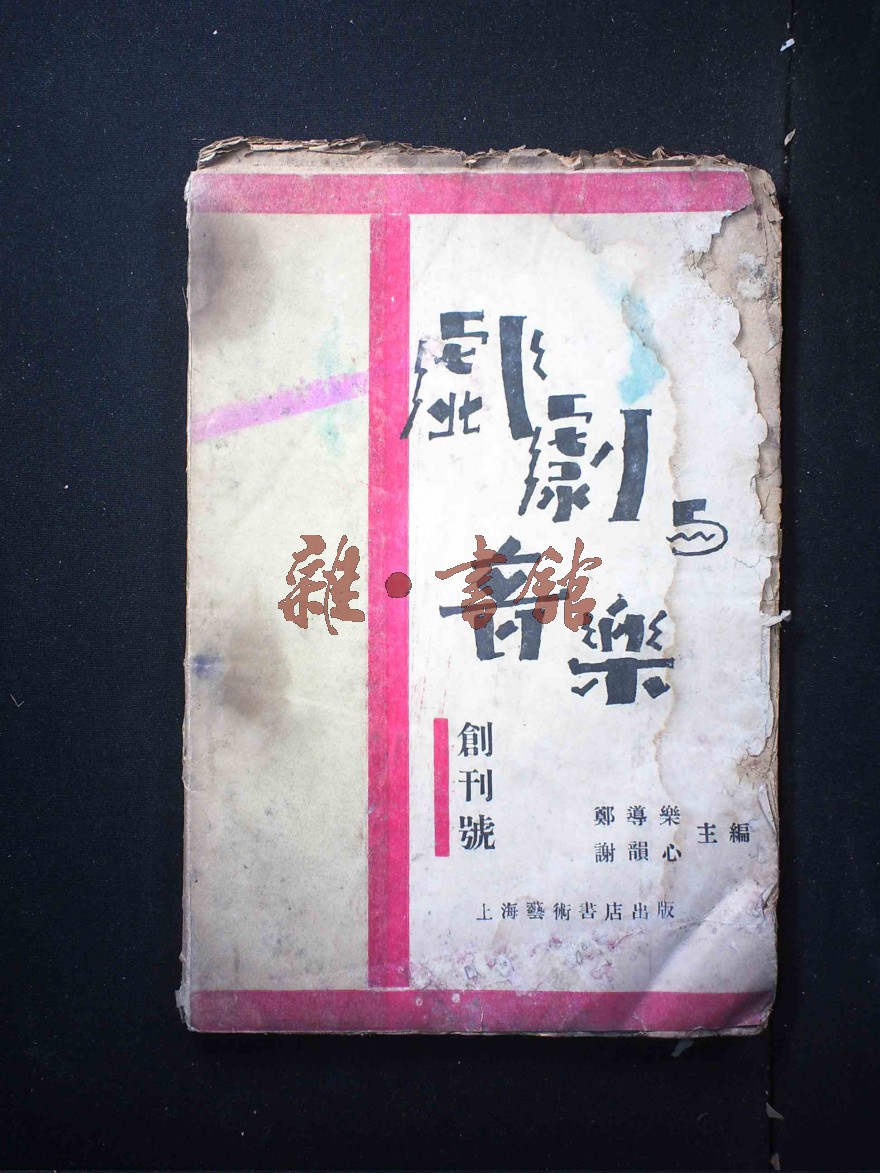 戲劇与
音樂
雜·書館
創刊號
鄭導樂
謝韻心
主編
上海藝術書店出版